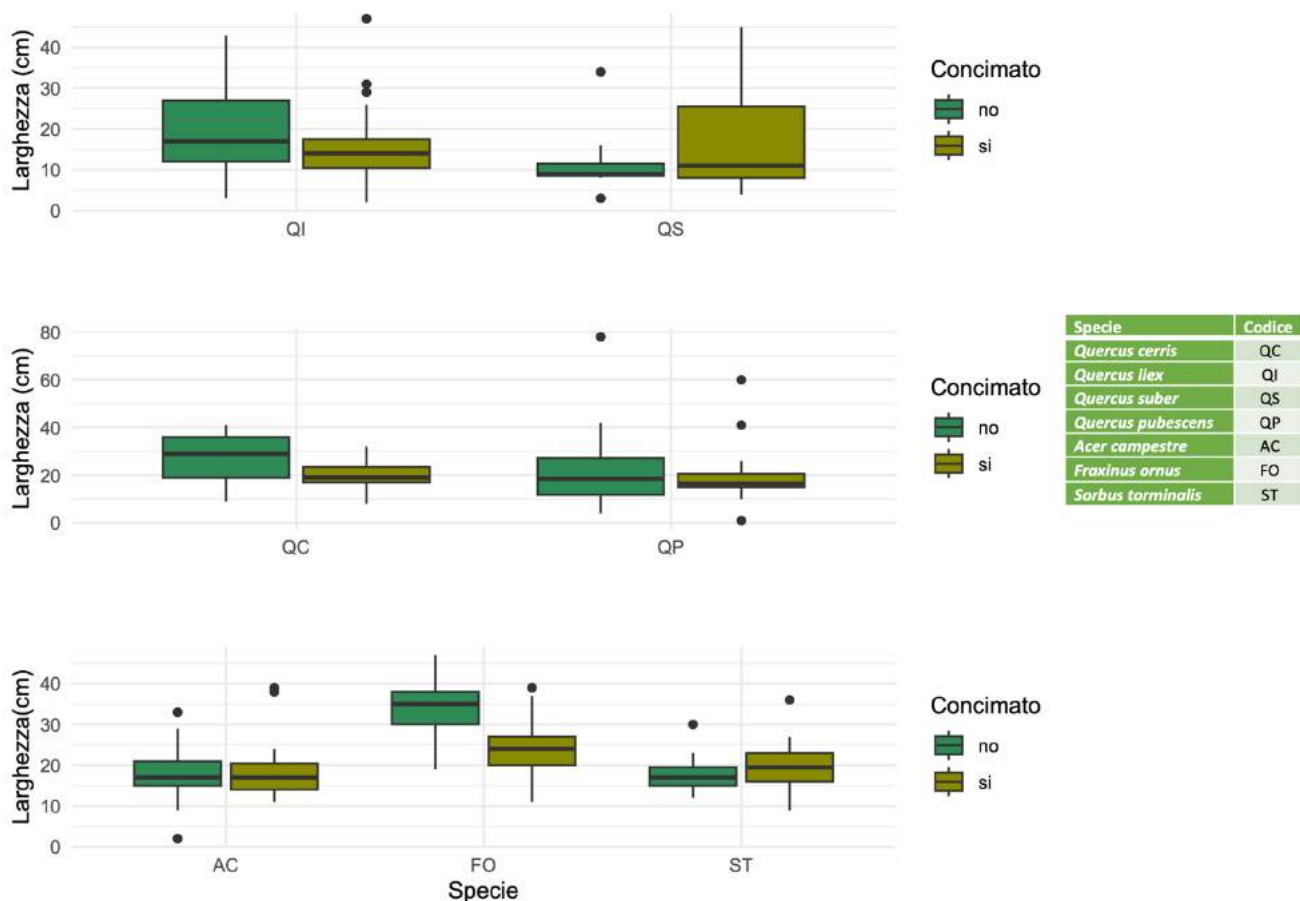 Larghezza (cm)
40
30
20
10
0
QI
QS
Concimato
no
si
Larghezza (cm)
80
60
40
20
0
QC
QP
Concimato
no
si
Specie Codice
Quercus cerris QC
Quercus ilex QI
Quercus suber QS
Quercus pubescens QP
Acer campestre AC
Fraxinus ornus FO
Sorbus torminalis ST
Larghezza(cm)
40
30
20
10
0
AC
FO
ST
Specie
Concimato
no
si